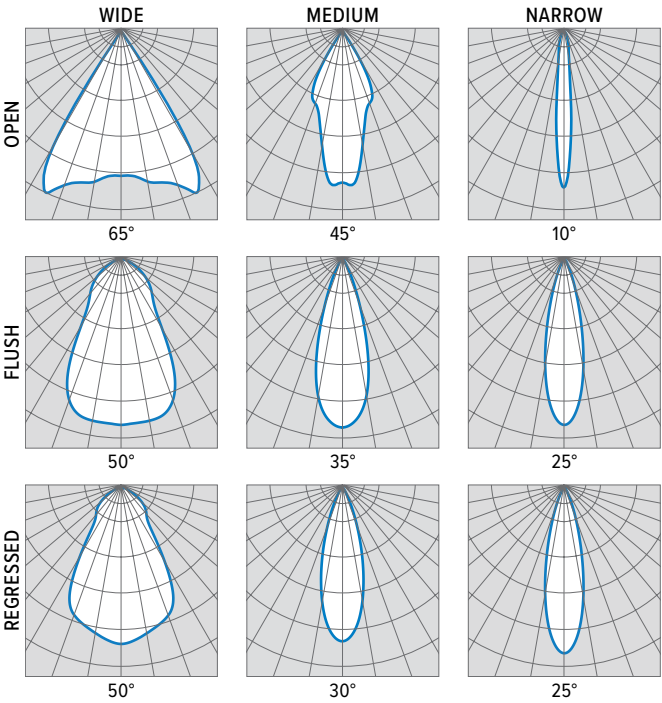 WIDE MEDIUM NARROW
OPEN
65° 45° 10°
FLUSH
50° 35° 25°
REGRESSED
50° 30° 25°